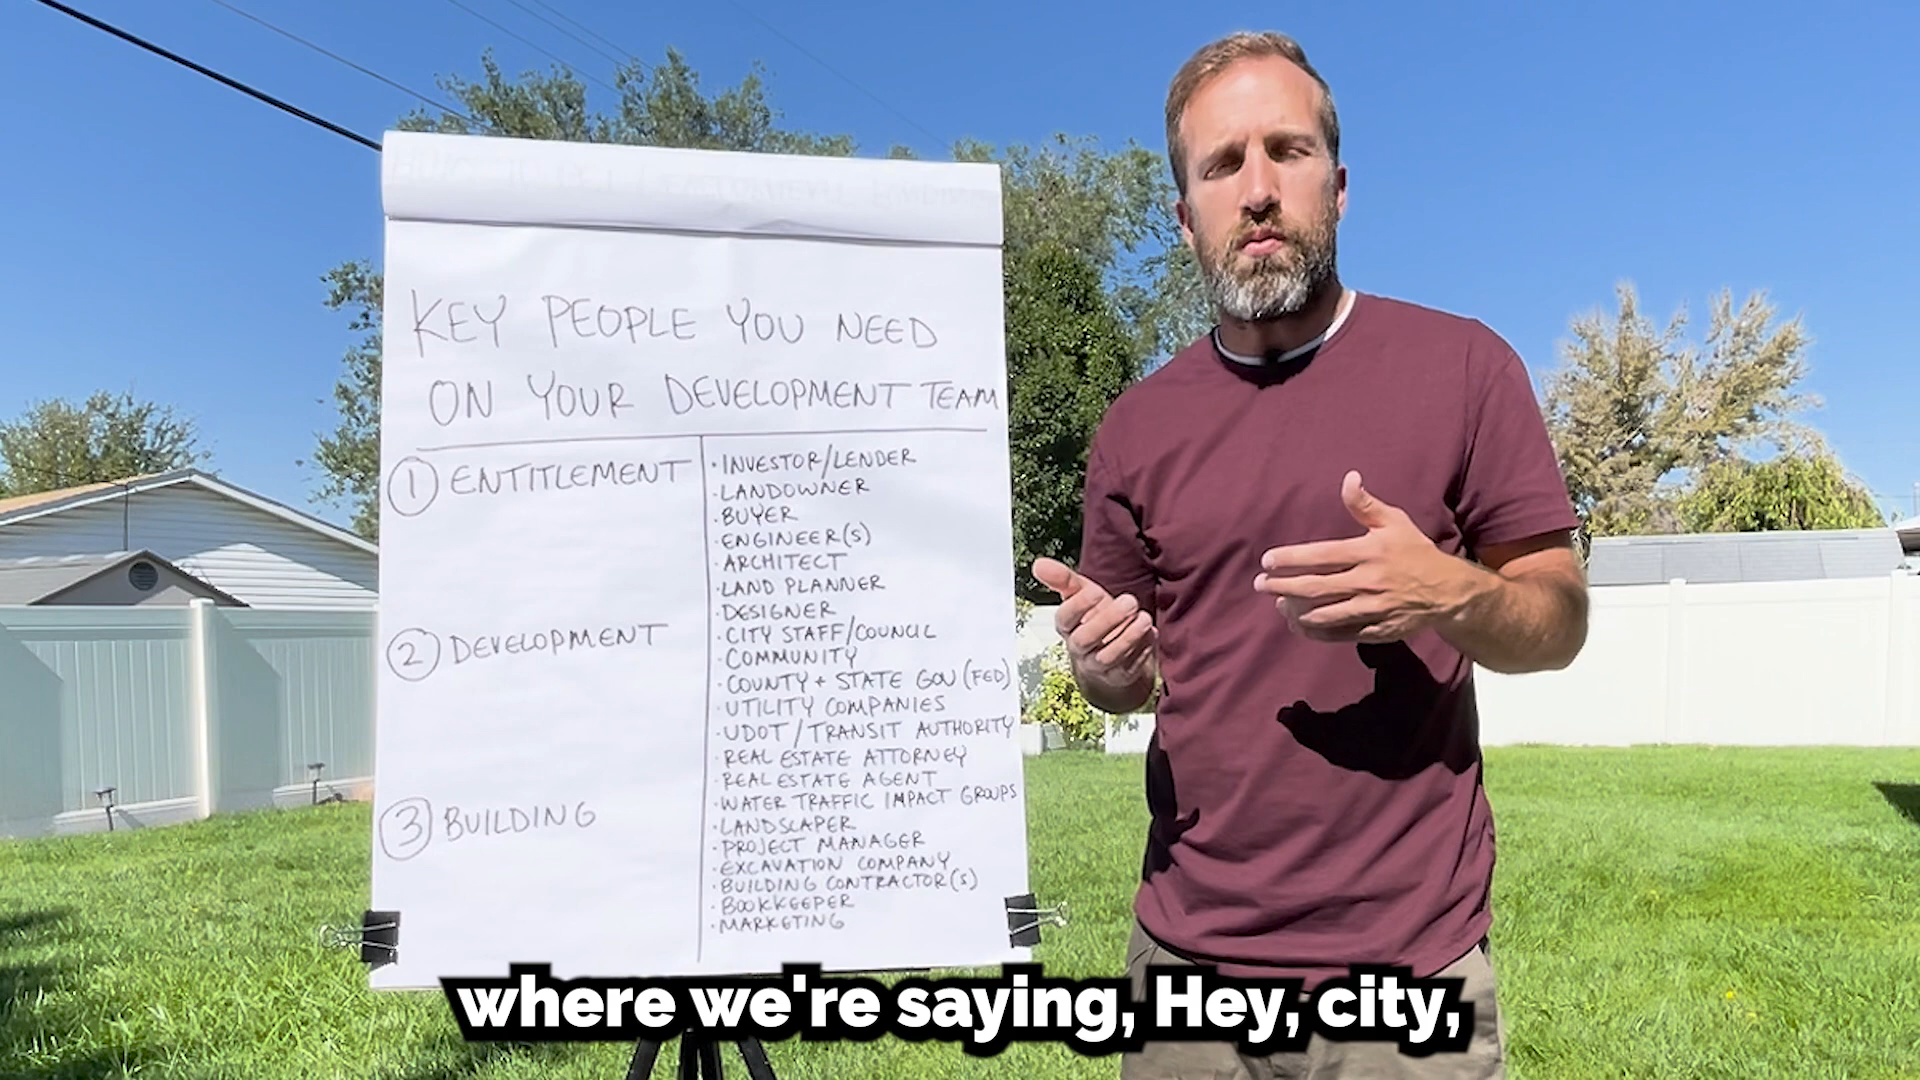 KEY PEOPLE YOU NEED
ON YOUR DEVELOPMENT TEAM
1 ENTITLEMENT
2 DEVELOPMENT
3 BUILDING
· INVESTOR/LENDER
· LANDOWNER
· BUYER
· ENGINEER(S)
· ARCHITECT
· LAND PLANNER
· DESIGNER
· CITY STAFF/COUNCIL
· COMMUNITY
· COUNTY + STATE GOV (FED)
· UTILITY COMPANIES
· UDOT/TRANSIT AUTHORITY
· REAL ESTATE ATTORNEY
· REAL ESTATE AGENT
· WATER TRAFFIC IMPACT GROUPS
· LANDSCAPER
· PROJECT MANAGER
· EXCAVATION COMPANY
· BUILDING CONTRACTOR(S)
· BOOKKEEPER
· MARKETING
where we're saying, Hey, city,